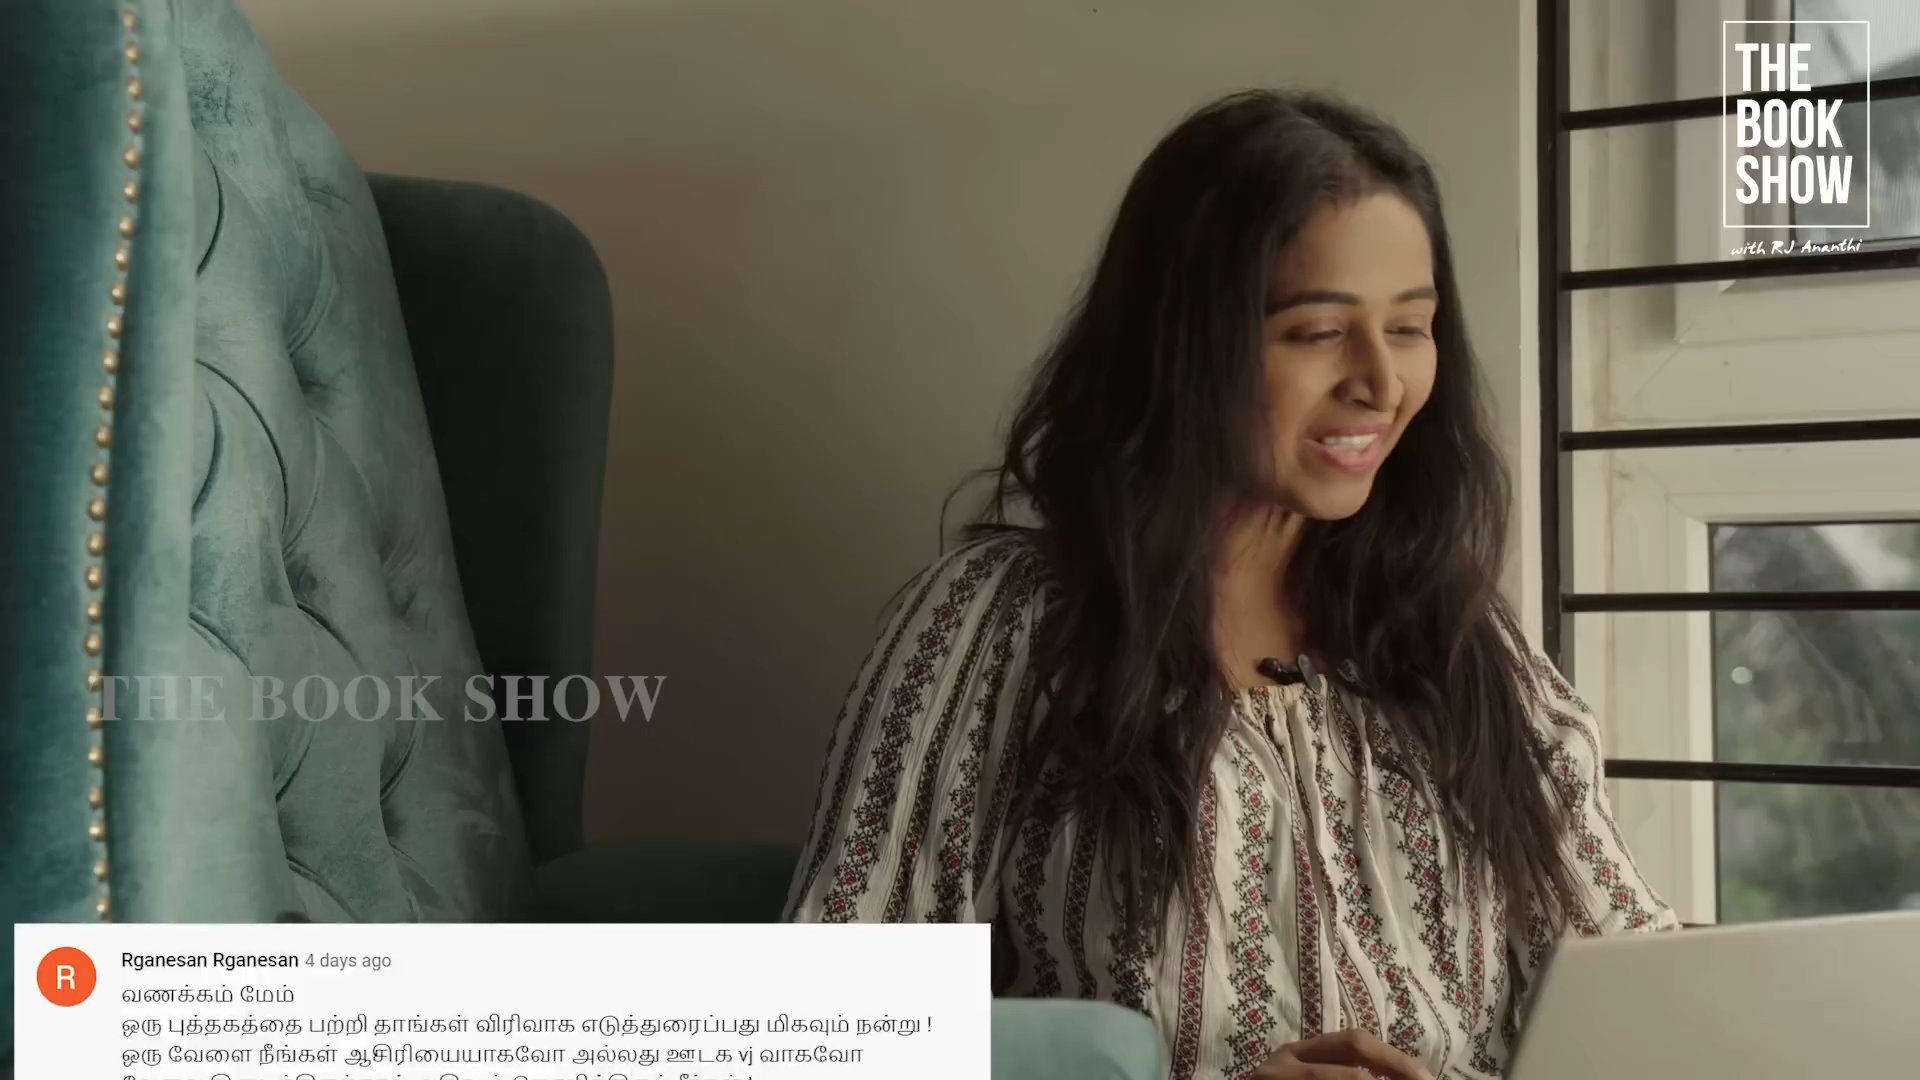 THE
BOOK
SHOW
with RJ Ananthi
THE BOOK SHOW
R
Rganesan Rganesan 4 days ago
வணக்கம் மேம்
ஒரு புத்தகத்தை பற்றி தாங்கள் விரிவாக எடுத்துரைப்பது மிகவும் நன்று !
ஒரு வேளை நீங்கள் ஆசிரியையாகவோ அல்லது ஊடக vj வாகவோ